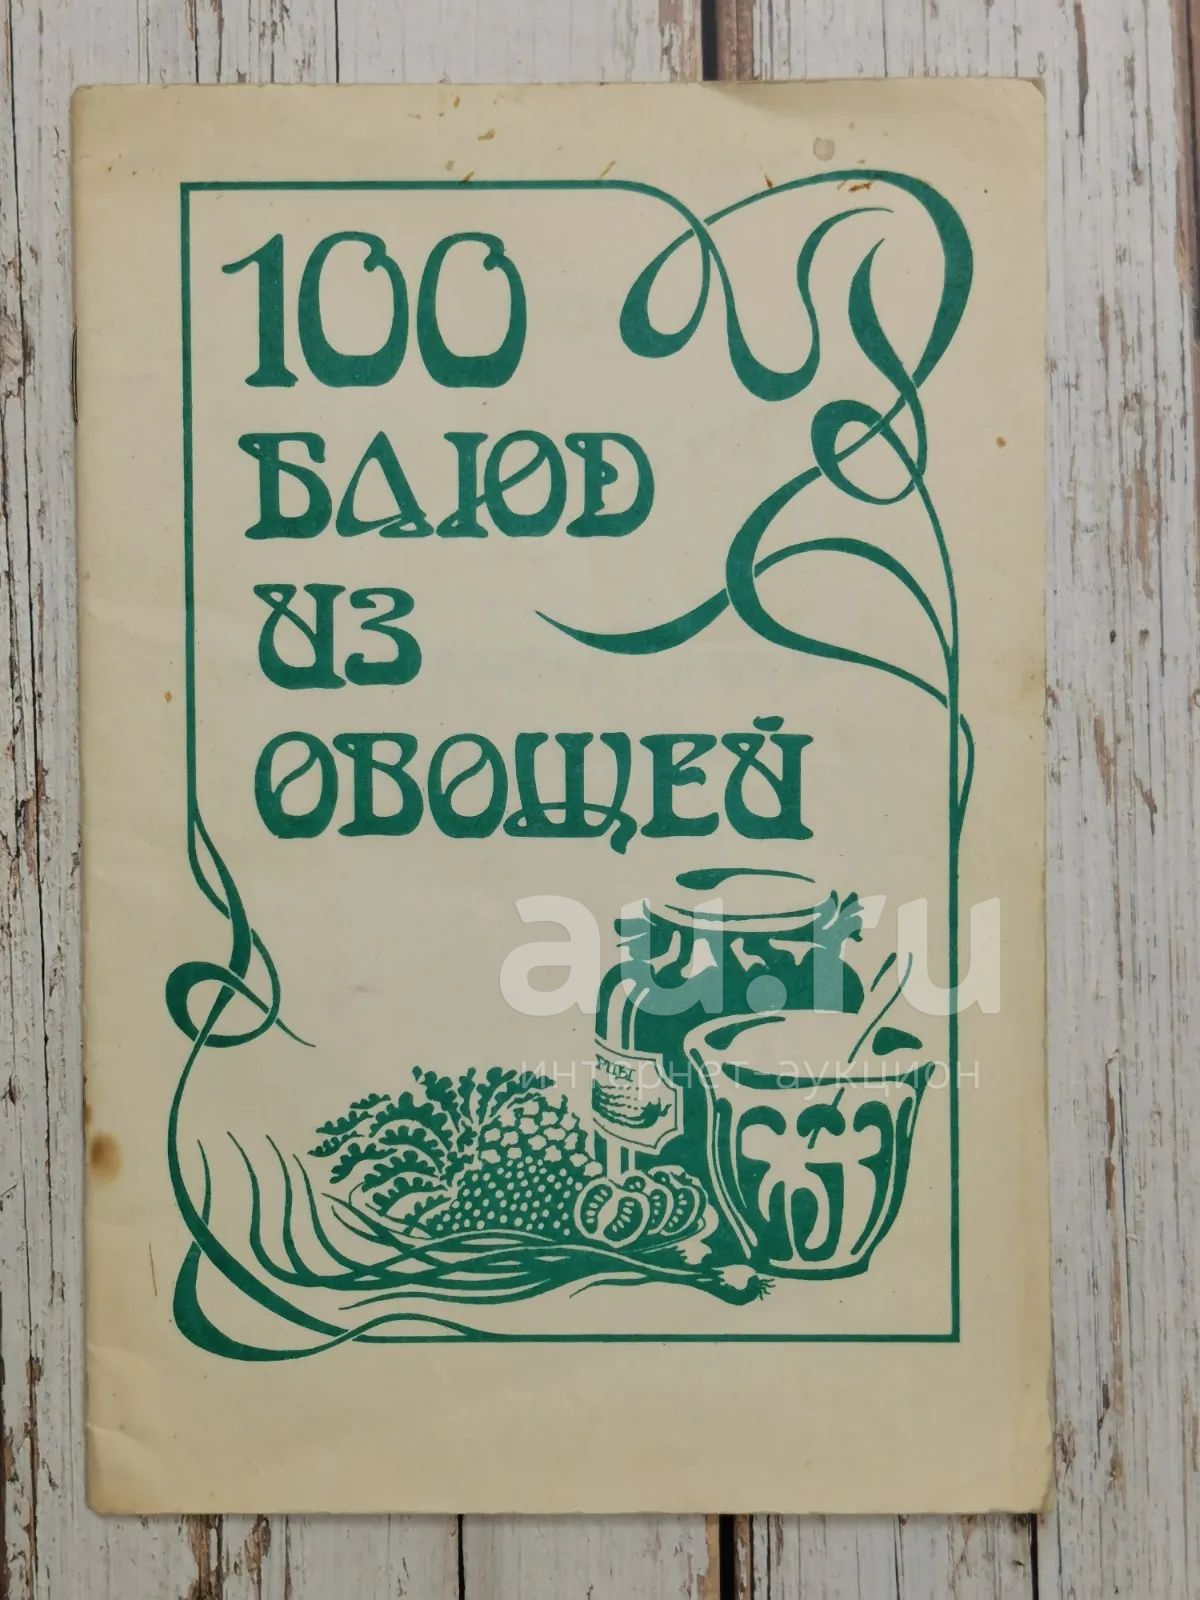 100
БЛЮД
ИЗ
ОВОЩЕЙ
au.ru
интернет аукцион